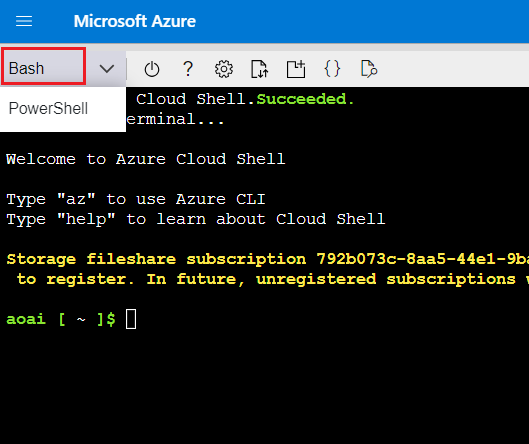 Microsoft Azure
Bash
PowerShell
Cloud Shell.Succeeded.
erminal...
Welcome to Azure Cloud Shell
Type "az" to use Azure CLI
Type "help" to learn about Cloud Shell
Storage fileshare subscription 792b073c-8aa5-44e1-9ba
to register. In future, unregistered subscriptions w
aoai [ ~ ]$